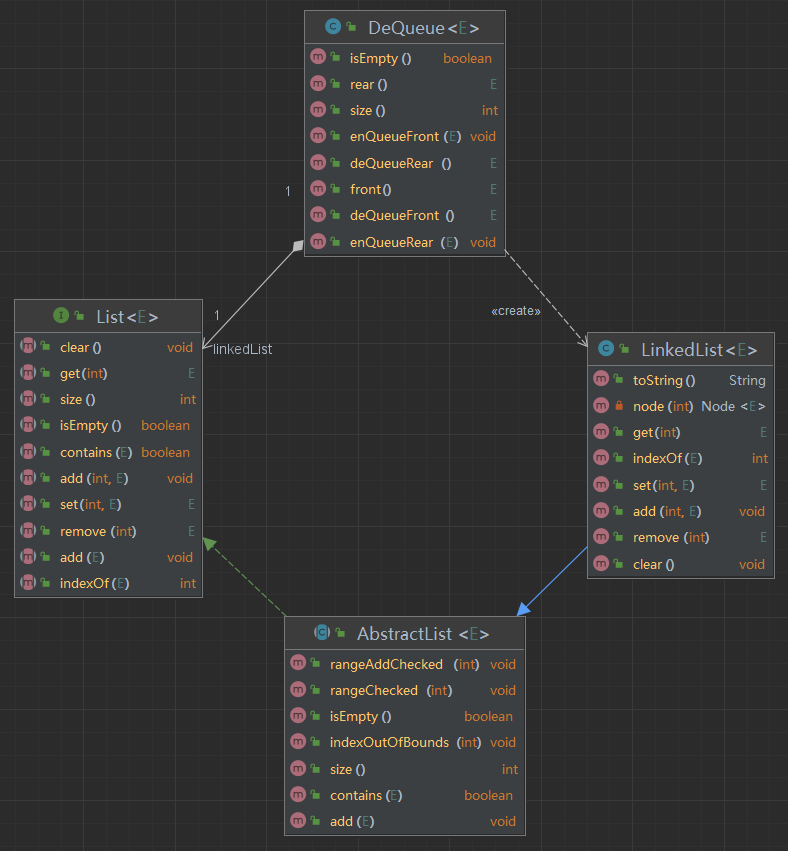 DeQueue<E>
isEmpty() boolean
rear() E
size() int
enQueueFront(E) void
deQueueRear () E
front() E
deQueueFront () E
enQueueRear (E) void
1
1
linkedList
«create»
List<E>
clear() void
get(int) E
size() int
isEmpty() boolean
contains(E) boolean
add(int, E) void
set(int, E) E
remove(int) E
add(E) void
indexOf(E) int
LinkedList<E>
toString() String
node(int) Node<E>
get(int) E
indexOf(E) int
set(int, E) E
add(int, E) void
remove(int) E
clear() void
AbstractList<E>
rangeAddChecked (int) void
rangeChecked (int) void
isEmpty() boolean
indexOutOfBounds (int) void
size() int
contains(E) boolean
add(E) void